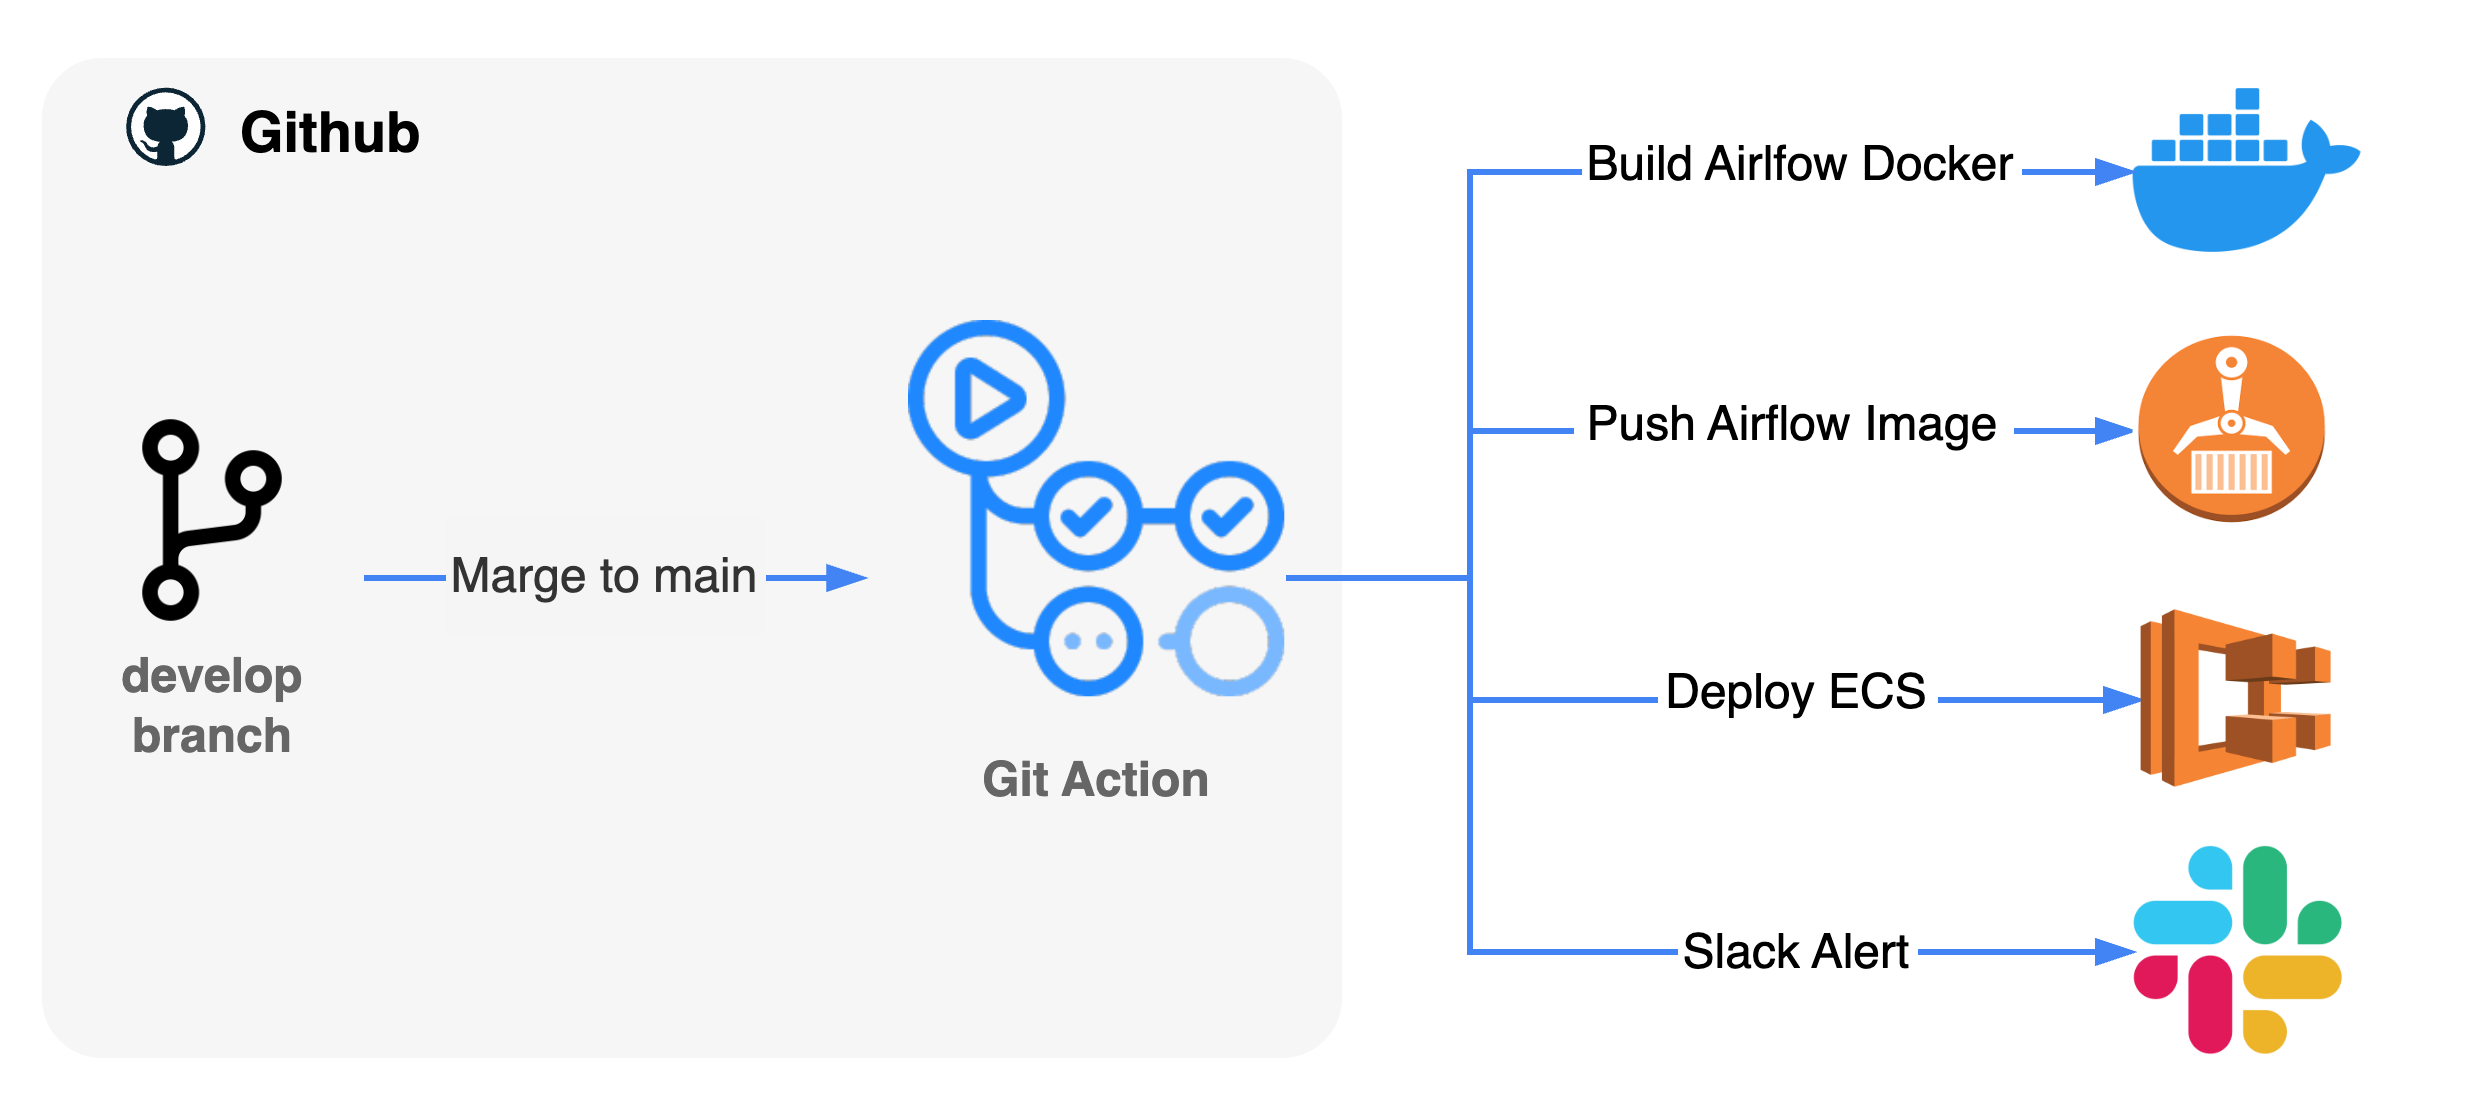 Github
develop
branch
Marge to main
Git Action
Build Airlfow Docker
Push Airflow Image
Deploy ECS
Slack Alert